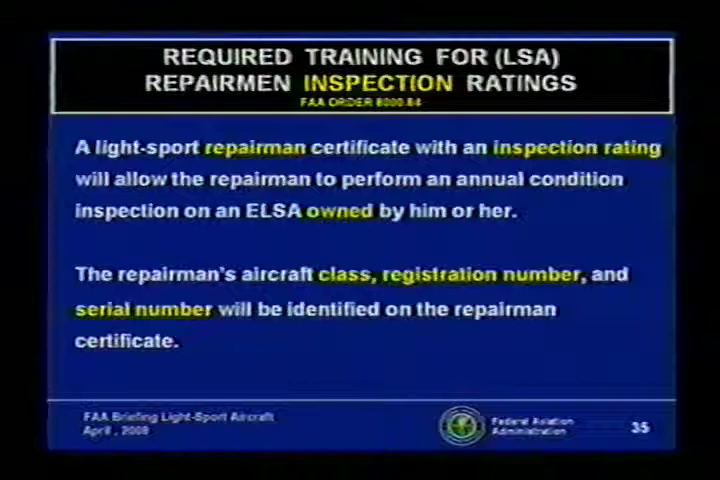 REQUIRED TRAINING FOR (LSA)
REPAIRMEN INSPECTION RATINGS
FAA ORDER 8000.84
A light-sport repairman certificate with an inspection rating
will allow the repairman to perform an annual condition
inspection on an ELSA owned by him or her.
The repairman's aircraft class, registration number, and
serial number will be identified on the repairman
certificate.
FAA Briefing Light-Sport Aircraft
April , 2008
Federal Aviation
Administration
35